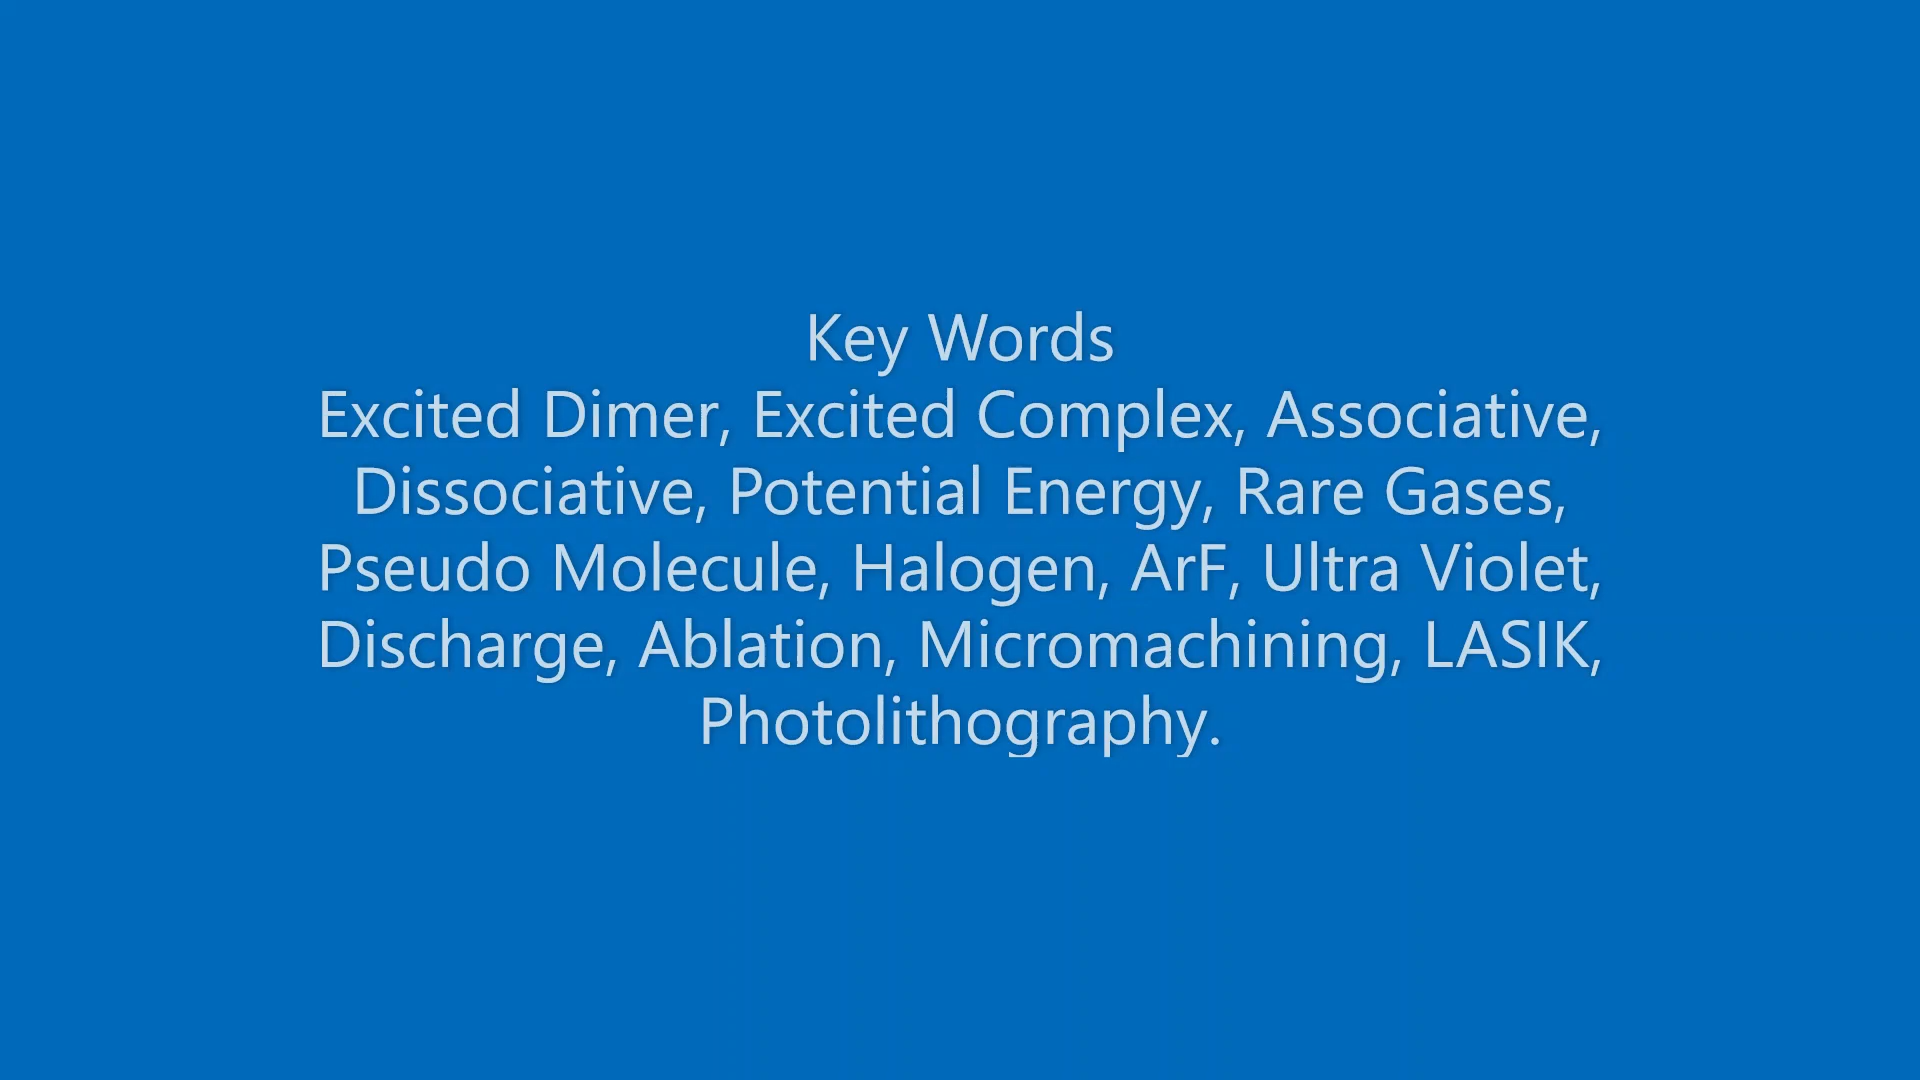 Key Words
Excited Dimer, Excited Complex, Associative,
Dissociative, Potential Energy, Rare Gases,
Pseudo Molecule, Halogen, ArF, Ultra Violet,
Discharge, Ablation, Micromachining, LASIK,
Photolithography.